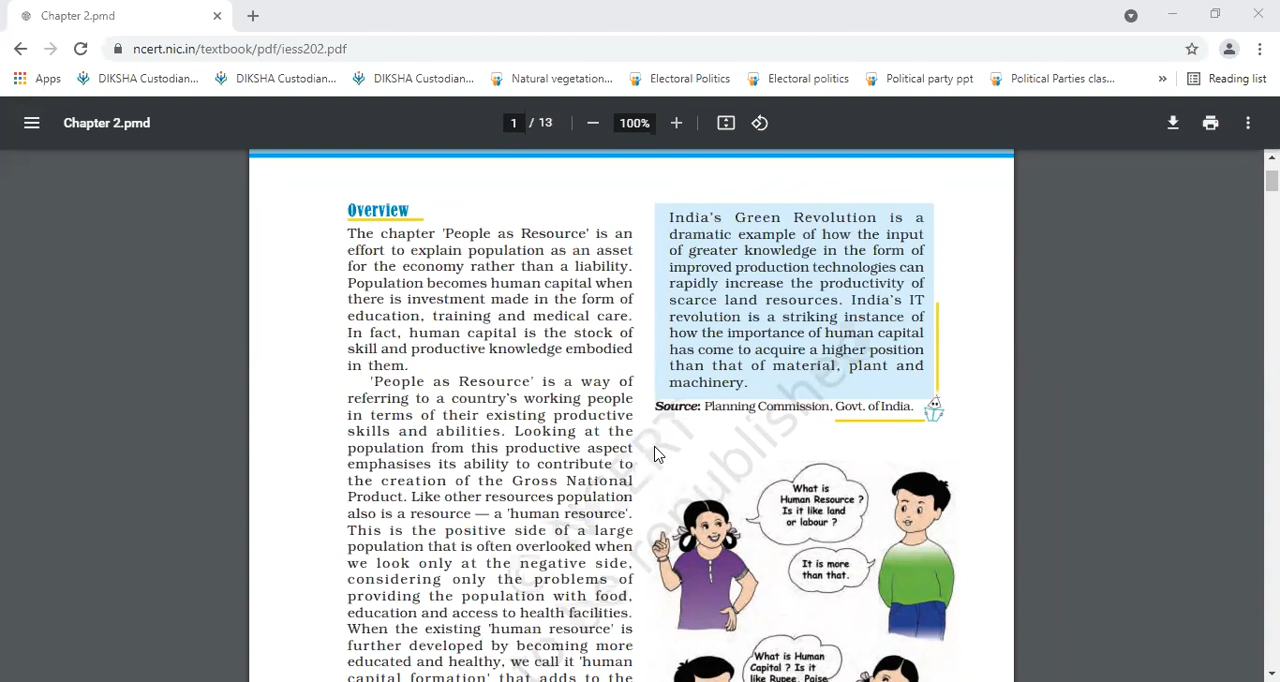 Chapter 2.pmd
ncert.nic.in/textbook/pdf/iess202.pdf
Apps
DIKSHA Custodian...
DIKSHA Custodian...
DIKSHA Custodian...
Natural vegetation...
Electoral Politics
Electoral politics
Political party ppt
Political Parties clas...
»
Reading list
Chapter 2.pmd
1 / 13
100%
Overview
The chapter 'People as Resource' is an
effort to explain population as an asset
for the economy rather than a liability.
Population becomes human capital when
there is investment made in the form of
education, training and medical care.
In fact, human capital is the stock of
skill and productive knowledge embodied
in them.
'People as Resource' is a way of
referring to a country's working people
in terms of their existing productive
skills and abilities. Looking at the
population from this productive aspect
emphasises its ability to contribute to
the creation of the Gross National
Product. Like other resources population
also is a resource — a 'human resource'.
This is the positive side of a large
population that is often overlooked when
we look only at the negative side,
considering only the problems of
providing the population with food,
education and access to health facilities.
When the existing 'human resource' is
further developed by becoming more
educated and healthy, we call it 'human
capital formation' that adds to the
India's Green Revolution is a
dramatic example of how the input
of greater knowledge in the form of
improved production technologies can
rapidly increase the productivity of
scarce land resources. India's IT
revolution is a striking instance of
how the importance of human capital
has come to acquire a higher position
than that of material, plant and
machinery.
Source: Planning Commission, Govt. of India.
What is
Human Resource ?
Is it like land
or labour ?
It is more
than that.
What is Human
Capital ? Is it
like Rupee, Paise
© NCERT
to be republished